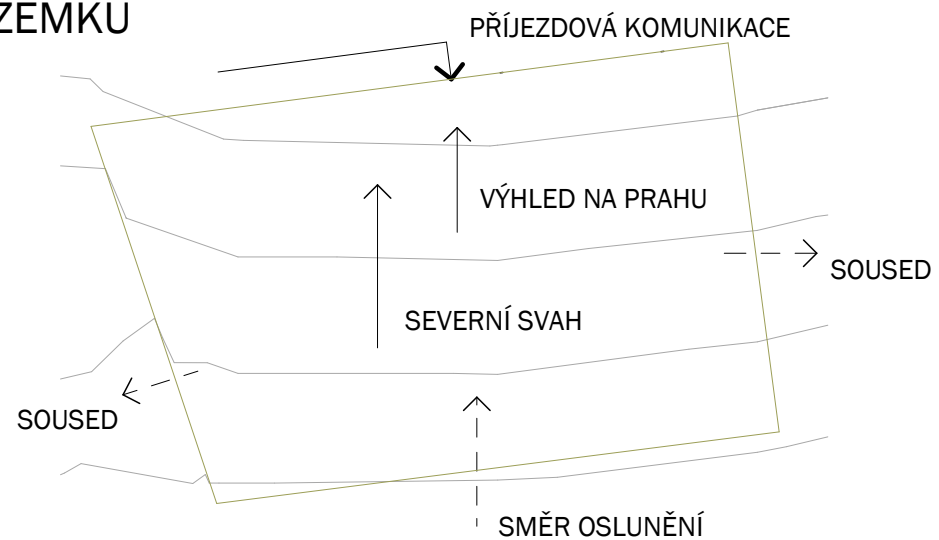 ZEMKU
PŘÍJEZDOVÁ KOMUNIKACE
VÝHLED NA PRAHU
SOUSED
SEVERNÍ SVAH
SOUSED
SMĚR OSLUNĚNÍ